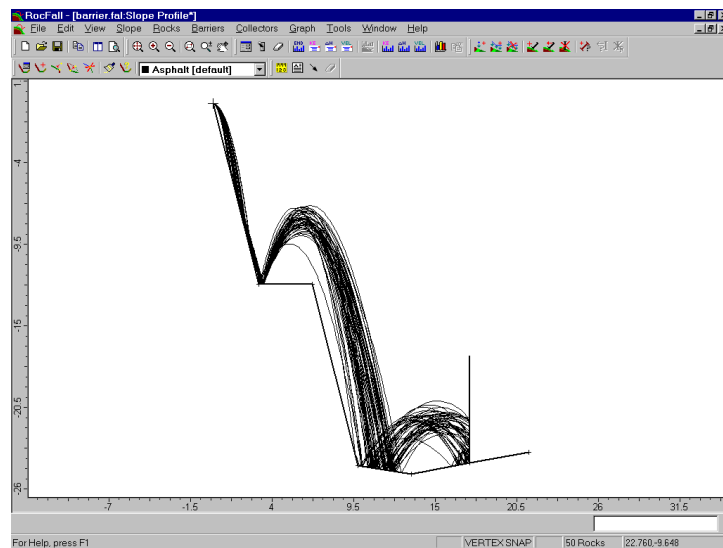 RocFall - [barrier.fal:Slope Profile*]
File Edit View Slope Rocks Barriers Collectors Graph Tools Window Help
Asphalt [default]
-4
-9.5
-15
-20.5
-26
-7 -1.5 4 9.5 15 20.5 26 31.5
For Help, press F1 VERTEX SNAP 50 Rocks 22.760,-9.648